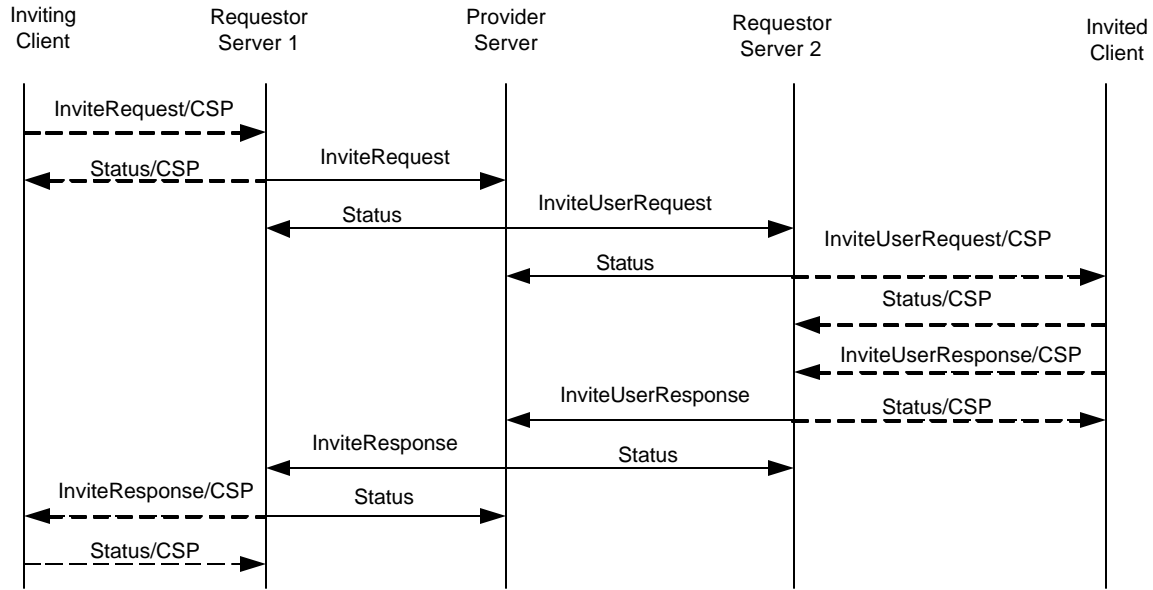 Inviting
Client
Requestor
Server 1
Provider
Server
Requestor
Server 2
Invited
Client
InviteRequest/CSP
Status/CSP
InviteRequest
Status
InviteUserRequest
Status
InviteUserRequest/CSP
Status/CSP
InviteUserResponse/CSP
InviteUserResponse
Status/CSP
InviteResponse
Status
InviteResponse/CSP
Status
Status/CSP